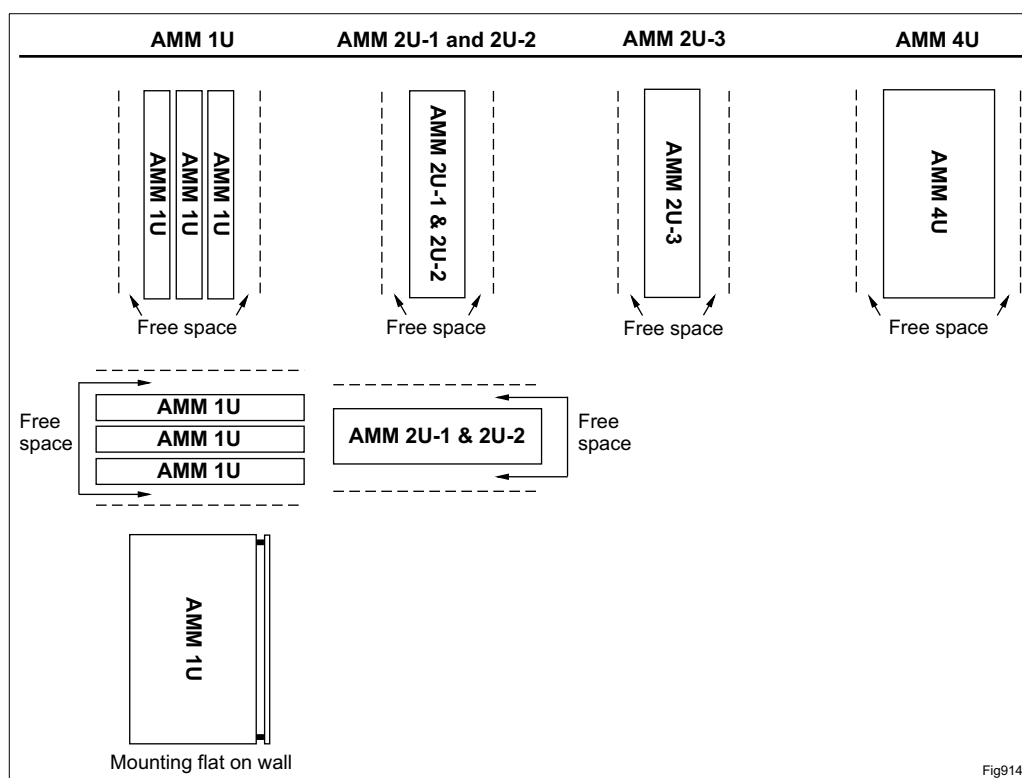 AMM 1U
AMM 2U-1 and 2U-2
AMM 2U-3
AMM 4U
AMM 1U
AMM 1U
AMM 1U
AMM 2U-1 & 2U-2
AMM 2U-3
AMM 4U
Free space
Free space
Free space
Free space
Free
space
AMM 1U
AMM 1U
AMM 1U
AMM 2U-1 & 2U-2
Free
space
AMM 1U
Mounting flat on wall
Fig914